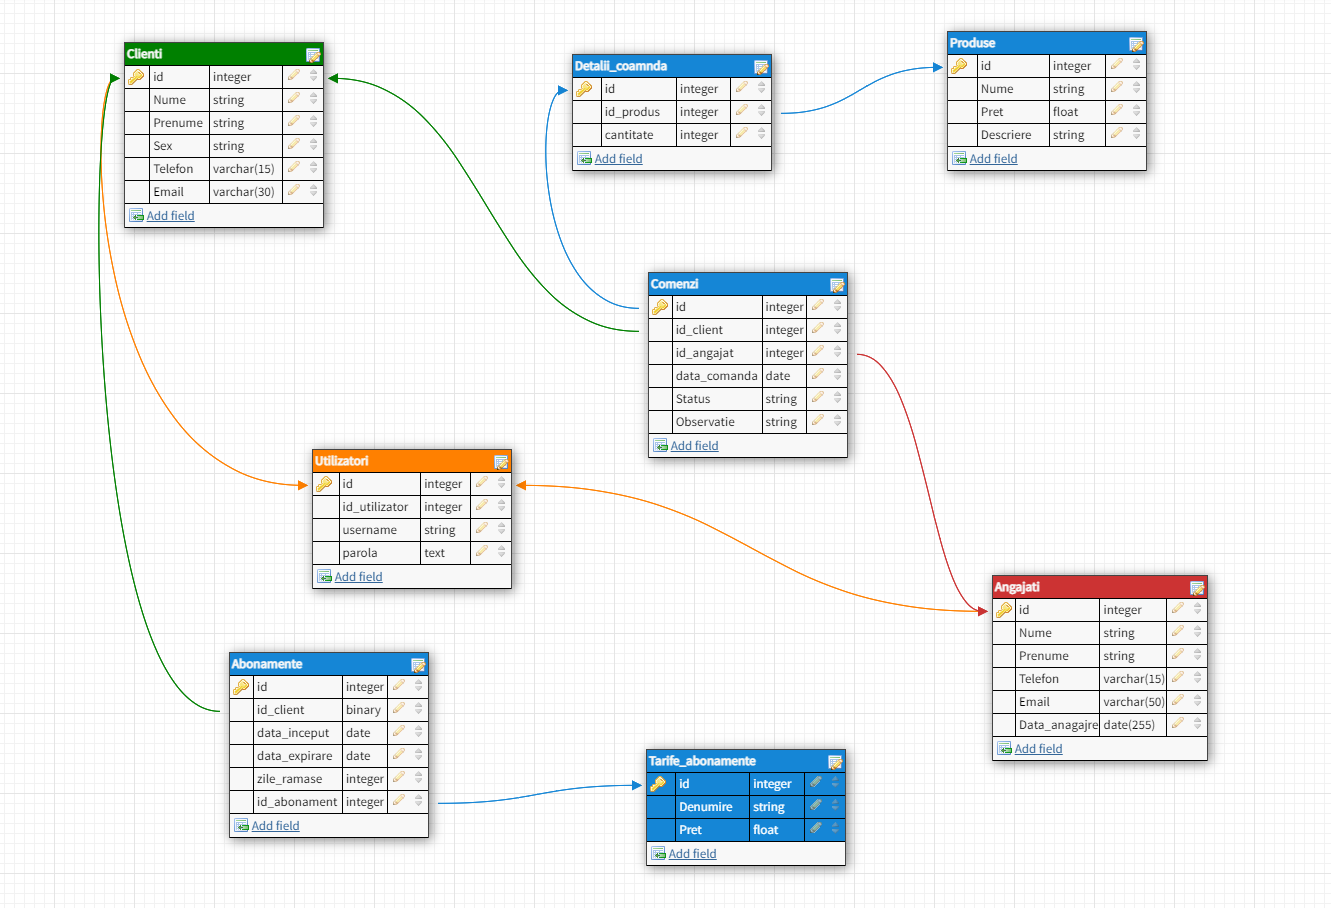 Clienti
id integer
Nume string
Prenume string
Sex string
Telefon varchar(15)
Email varchar(30)
Add field
Detalii_coamnda
id integer
id_produs integer
cantitate integer
Add field
Produse
id integer
Nume string
Pret float
Descriere string
Add field
Comenzi
id integer
id_client integer
id_angajat integer
data_comanda date
Status string
Observatie string
Add field
Utilizatori
id integer
id_utilizator integer
username string
parola text
Add field
Angajati
id integer
Nume string
Prenume string
Telefon varchar(15)
Email varchar(50)
Data_anagajre date(255)
Add field
Abonamente
id integer
id_client binary
data_inceput date
data_expirare date
zile_ramase integer
id_abonament integer
Add field
Tarife_abonamente
id integer
Denumire string
Pret float
Add field